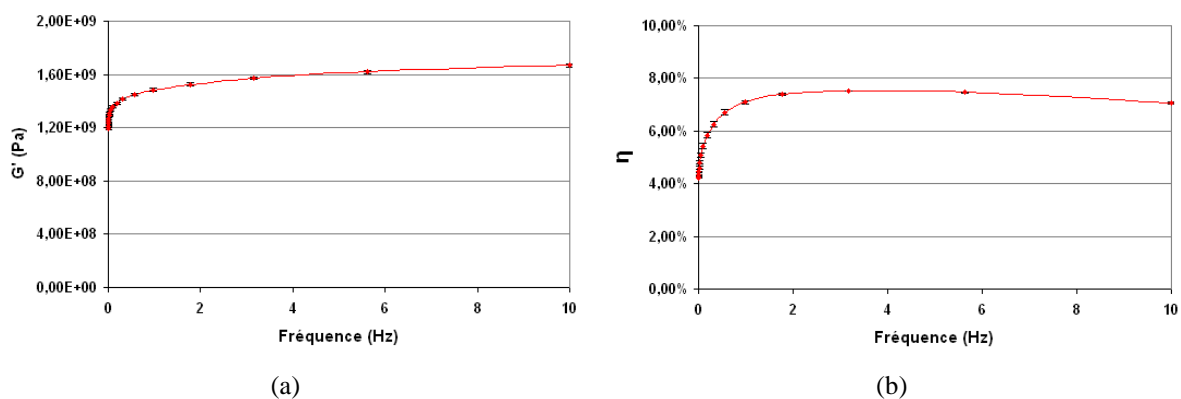 2,00E+09
1,60E+09
1,20E+09
8,00E+08
4,00E+08
0,00E+00
G' (Pa)
0 2 4 6 8 10
Fréquence (Hz)
(a)
10,00%
8,00%
6,00%
4,00%
2,00%
0,00%
η
0 2 4 6 8 10
Fréquence (Hz)
(b)